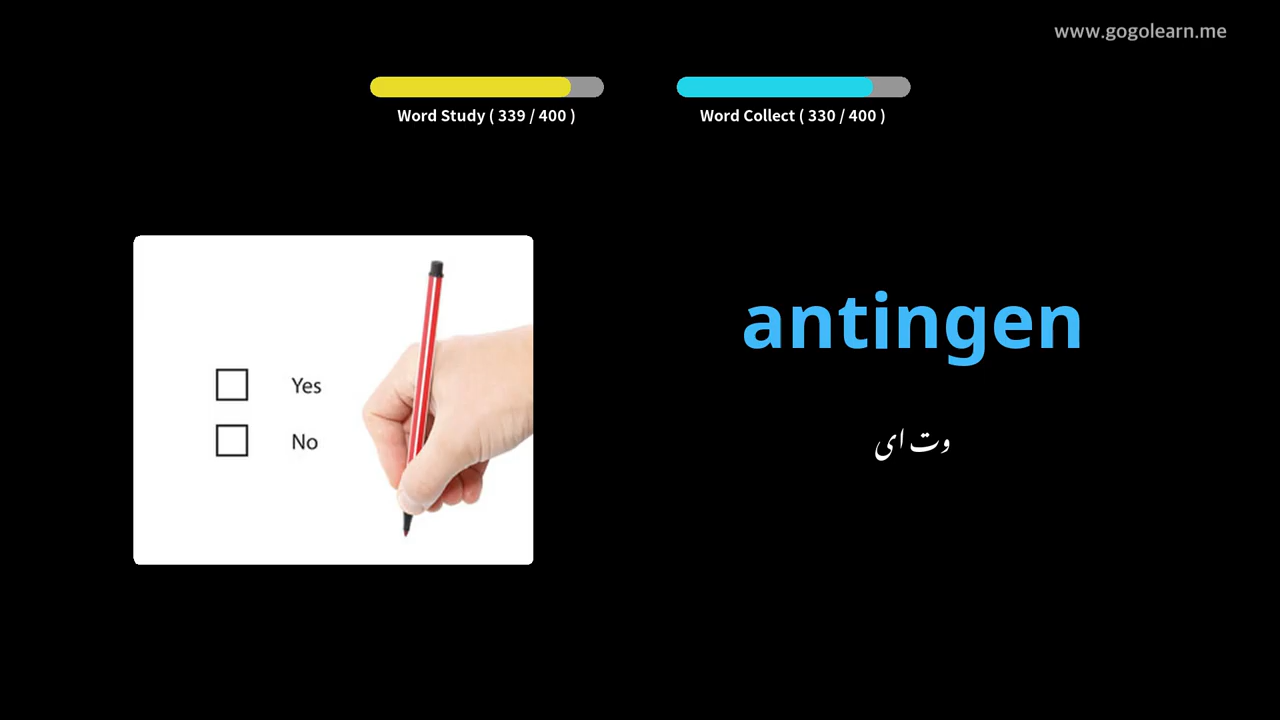 www.gogolearn.me
Word Study ( 339 / 400 )
Word Collect ( 330 / 400 )
Yes
No
antingen
وت ای